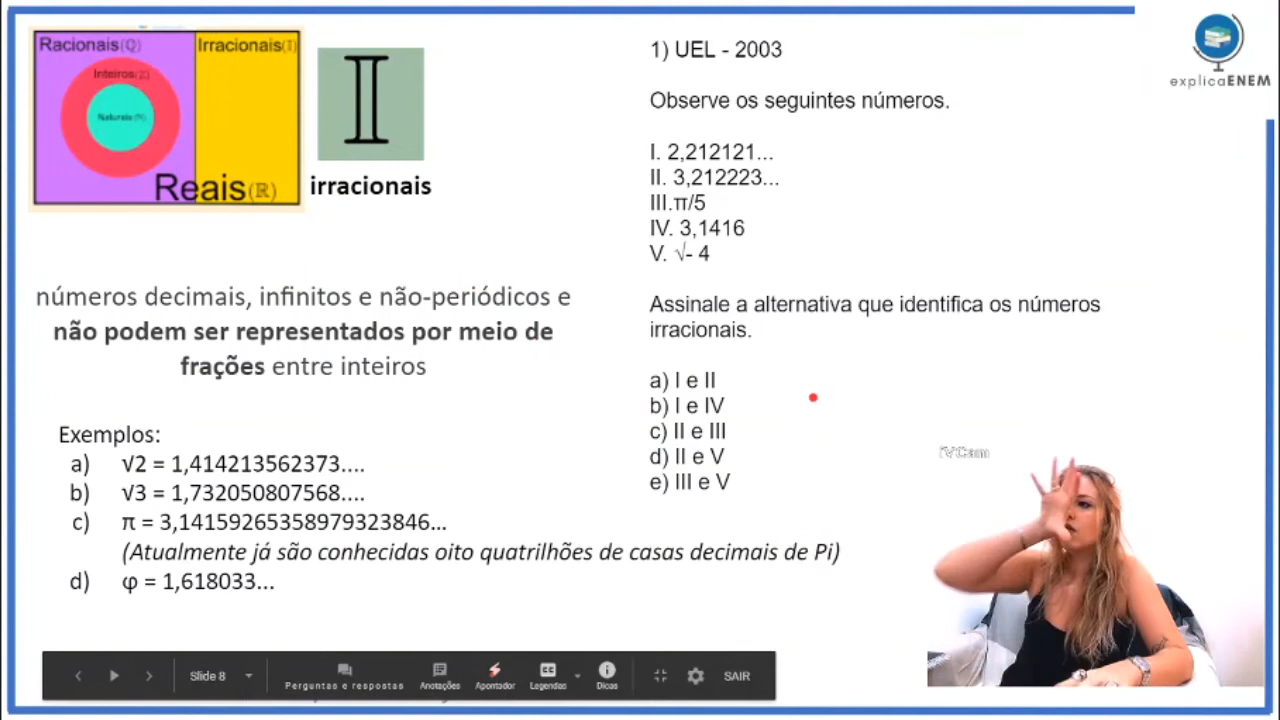 Racionais(Q)
Irracionais(I)
Inteiros(Z)
Naturais(N)
Reais(R)
𝕀
irracionais
números decimais, infinitos e não-periódicos e
não podem ser representados por meio de
frações entre inteiros
Exemplos:
a) √2 = 1,414213562373....
b) √3 = 1,732050807568....
c) π = 3,14159265358979323846...
(Atualmente já são conhecidas oito quatrilhões de casas decimais de Pi)
d) φ = 1,618033...
1) UEL - 2003
Observe os seguintes números.
I. 2,212121...
II. 3,212223...
III.π/5
IV. 3,1416
V. √- 4
Assinale a alternativa que identifica os números
irracionais.
a) I e II
b) I e IV
c) II e III
d) II e V
e) III e V
explicaENEM
iVCam
Slide 8
Perguntas e respostas
Anotações
Apontador
Legendas
Dicas
SAIR